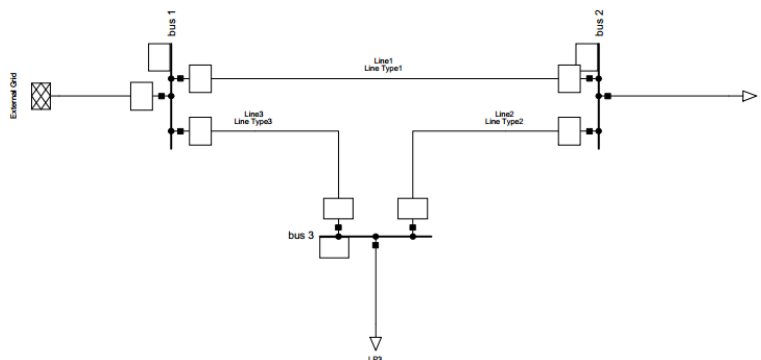 bus 1
bus 2
External Grid
Line1
Line Type1
Line3
Line Type3
Line2
Line Type2
bus 3